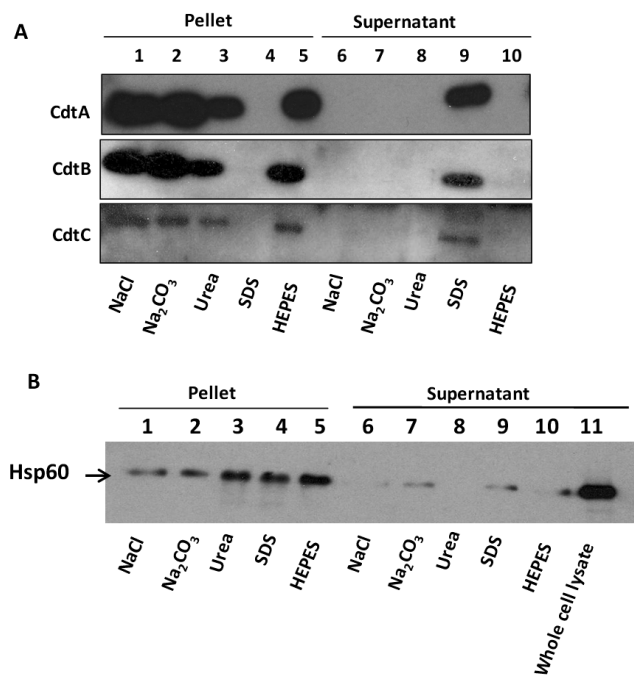 A
Pellet Supernatant
1 2 3 4 5 6 7 8 9 10
CdtA
CdtB
CdtC
NaCl Na₂CO₃ Urea SDS HEPES NaCl Na₂CO₃ Urea SDS HEPES
B
Pellet Supernatant
1 2 3 4 5 6 7 8 9 10 11
Hsp60
NaCl Na₂CO₃ Urea SDS HEPES NaCl Na₂CO₃ Urea SDS HEPES Whole cell lysate